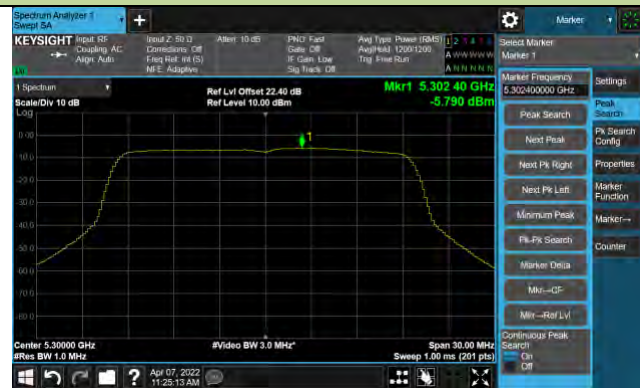 Spectrum Analyzer 1
Swept SA
Marker
KEYSIGHT Input: RF
Coupling: AC
Align: Auto
Input Z: 50 Ω
Corrections: Off
Freq Ref: Int (S)
NFE: Adaptive
Atten: 10 dB
PNO: Fast
Gate: Off
IF Gain: Low
Sig Track: Off
Avg Type: Power (RMS)
Avg|Hold: 1200/1200
Trig: Free Run
A W W W W W
A N N N N N
Select Marker
Marker 1
1 Spectrum
Scale/Div 10 dB
Log
Ref Lvl Offset 22.40 dB
Ref Level 10.00 dBm
Mkr1 5.302 40 GHz
-5.790 dBm
Marker Frequency
5.302400000 GHz
Settings
Peak Search
Peak
Search
Next Peak
Pk Search
Config
Next Pk Right
Properties
Next Pk Left
Marker
Function
Minimum Peak
Marker→
Pk-Pk Search
Counter
Marker Delta
Mkr→CF
Mkr→Ref Lvl
Continuous Peak
Search
On
Off
1
0.00
-10.0
-20.0
-30.0
-40.0
-50.0
-60.0
-70.0
-80.0
Center 5.30000 GHz
#Res BW 1.0 MHz
#Video BW 3.0 MHz*
Span 30.00 MHz
Sweep 1.00 ms (201 pts)
?
Apr 07, 2022
11:25:13 AM